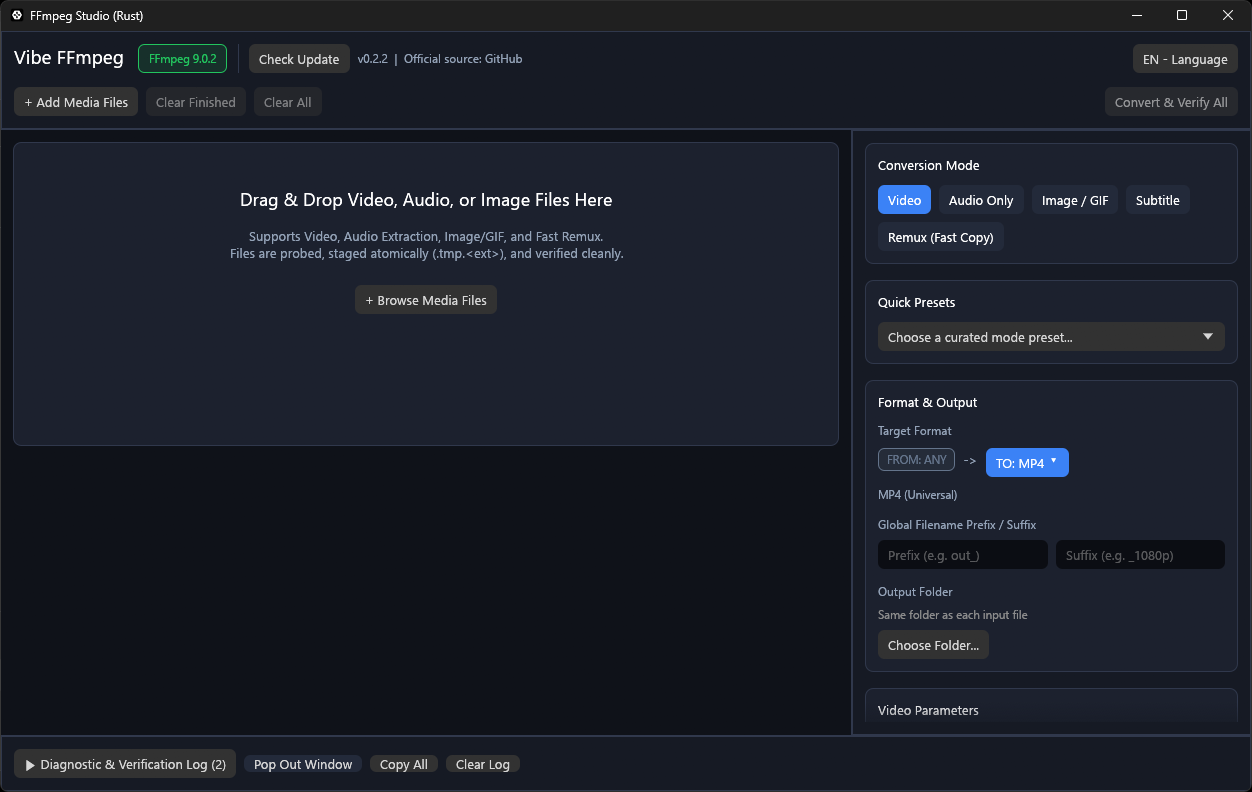 FFmpeg Studio (Rust)
Vibe FFmpeg
FFmpeg 9.0.2
Check Update
v0.2.2 | Official source: GitHub
EN - Language
+ Add Media Files
Clear Finished
Clear All
Convert & Verify All
Drag & Drop Video, Audio, or Image Files Here
Supports Video, Audio Extraction, Image/GIF, and Fast Remux.
Files are probed, staged atomically (.tmp.<ext>), and verified cleanly.
+ Browse Media Files
Conversion Mode
Video
Audio Only
Image / GIF
Subtitle
Remux (Fast Copy)
Quick Presets
Choose a curated mode preset...
Format & Output
Target Format
FROM: ANY -> TO: MP4
MP4 (Universal)
Global Filename Prefix / Suffix
Prefix (e.g. out_)
Suffix (e.g. _1080p)
Output Folder
Same folder as each input file
Choose Folder...
Video Parameters
Diagnostic & Verification Log (2)
Pop Out Window
Copy All
Clear Log